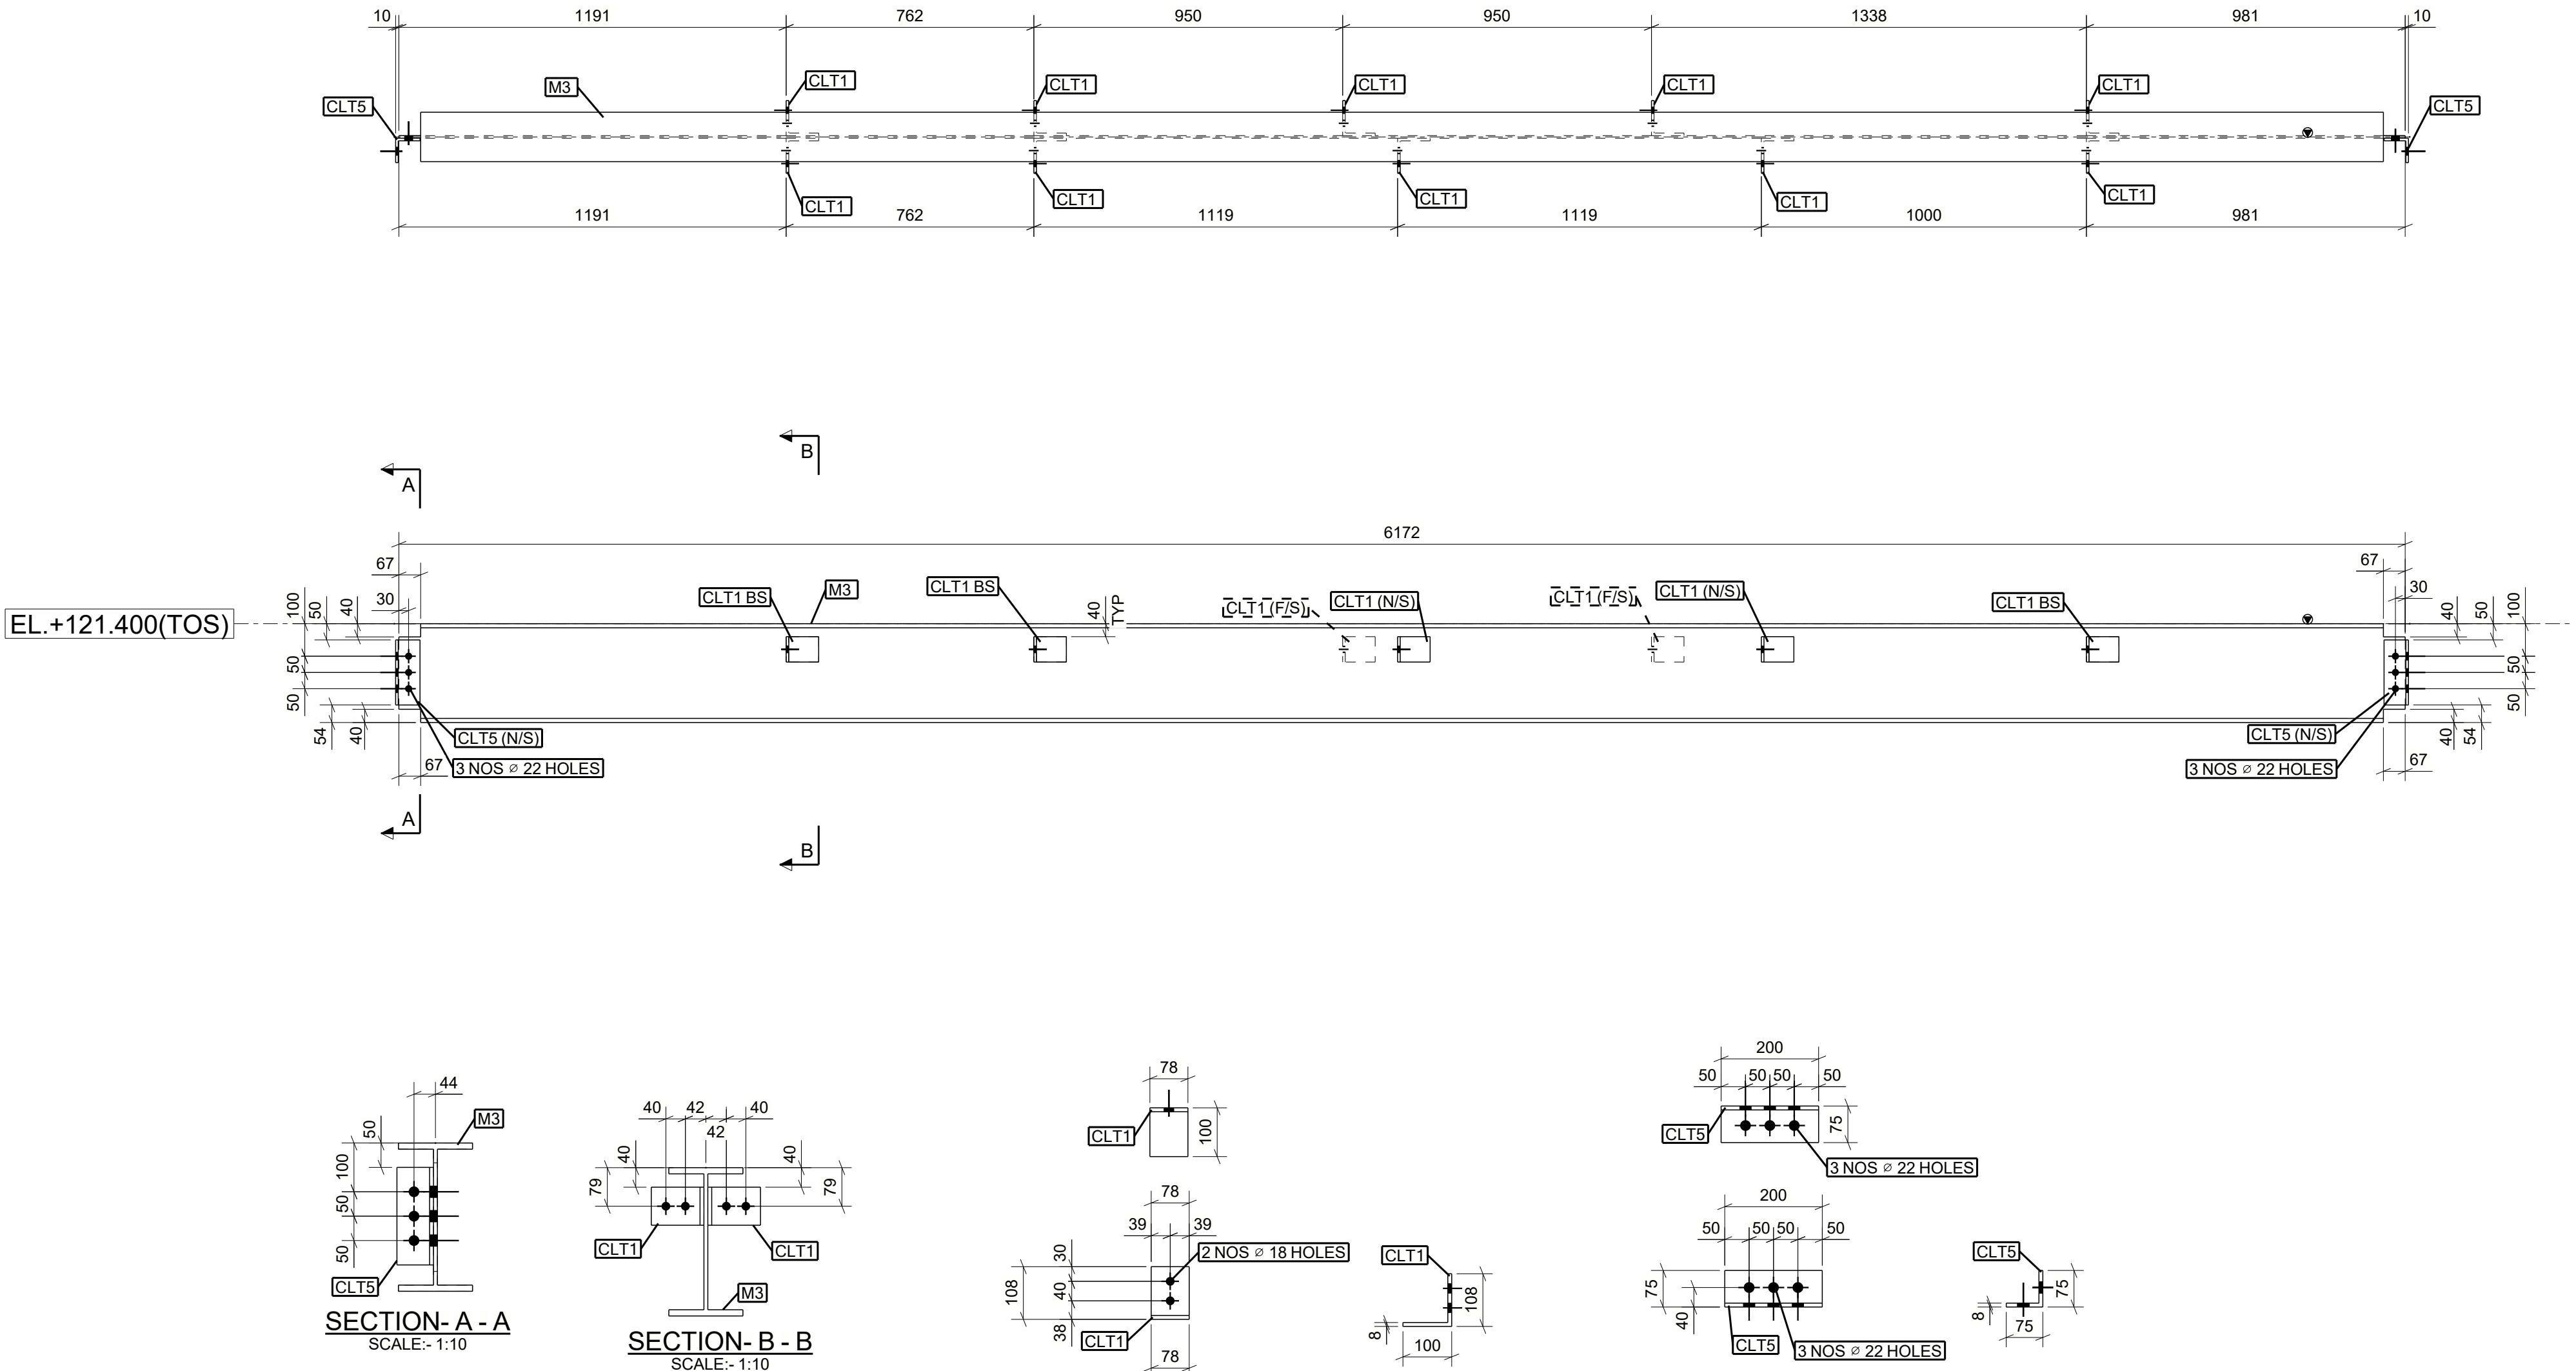 10 1191 762 950 950 1338 981 10
CLT1 CLT1 CLT1 CLT1 CLT1
M3
CLT5 CLT5
CLT1 CLT1 CLT1 CLT1 CLT1
1191 762 1119 1119 1000 981
B
A
6172
67 67
30 30
100 50 40 40 50 100
EL.+121.400(TOS)
CLT1 BS M3 CLT1 BS 40 TYP CLT1 (F/S) CLT1 (N/S) CLT1 (F/S) CLT1 (N/S) CLT1 BS
50 50
50 50
54 40 40 54
CLT5 (N/S) CLT5 (N/S)
67 3 NOS ⌀ 22 HOLES 3 NOS ⌀ 22 HOLES 67
A
B
44
M3
50
100
50
50
CLT5
SECTION- A - A
SCALE:- 1:10
40 42 40
42
40 40
79 79
CLT1 CLT1
M3
SECTION- B - B
SCALE:- 1:10
78
CLT1 100
78
39 39
2 NOS ⌀ 18 HOLES
30
40
108
38
CLT1
78
CLT1
108
8
100
200
50 50 50 50
75
CLT5
3 NOS ⌀ 22 HOLES
200
50 50 50 50
75
40
CLT5
3 NOS ⌀ 22 HOLES
CLT5
75
8
75